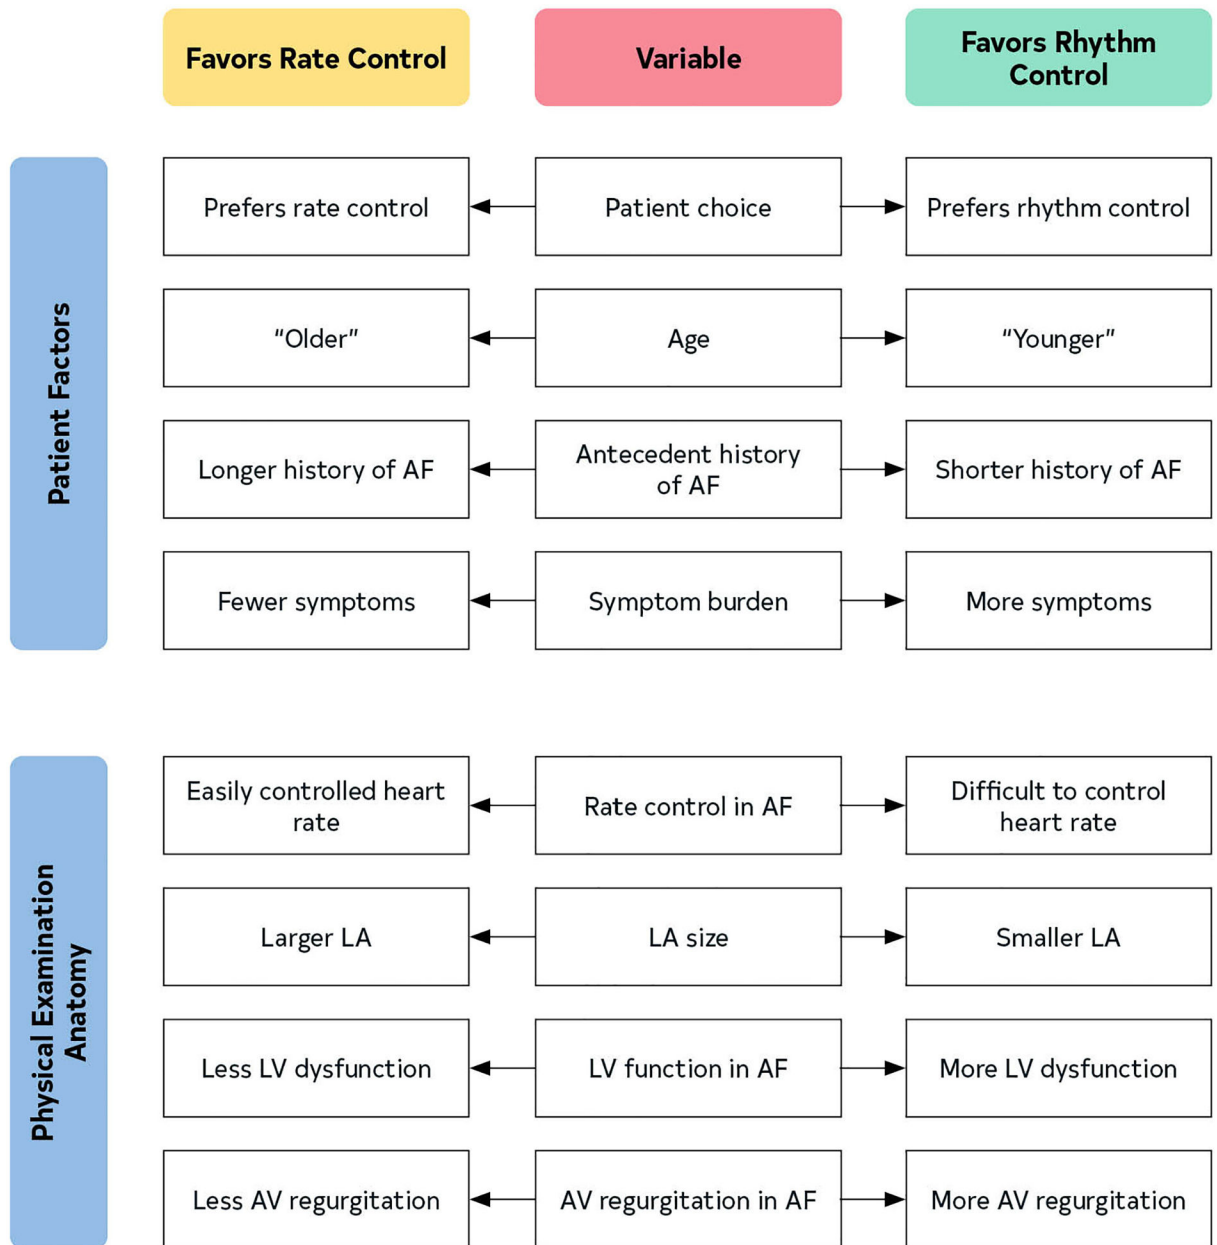 Favors Rate Control
Variable
Favors Rhythm
Control
Patient Factors
Prefers rate control
Patient choice
Prefers rhythm control
“Older”
Age
“Younger”
Longer history of AF
Antecedent history
of AF
Shorter history of AF
Fewer symptoms
Symptom burden
More symptoms
Physical Examination
Anatomy
Easily controlled heart
rate
Rate control in AF
Difficult to control
heart rate
Larger LA
LA size
Smaller LA
Less LV dysfunction
LV function in AF
More LV dysfunction
Less AV regurgitation
AV regurgitation in AF
More AV regurgitation